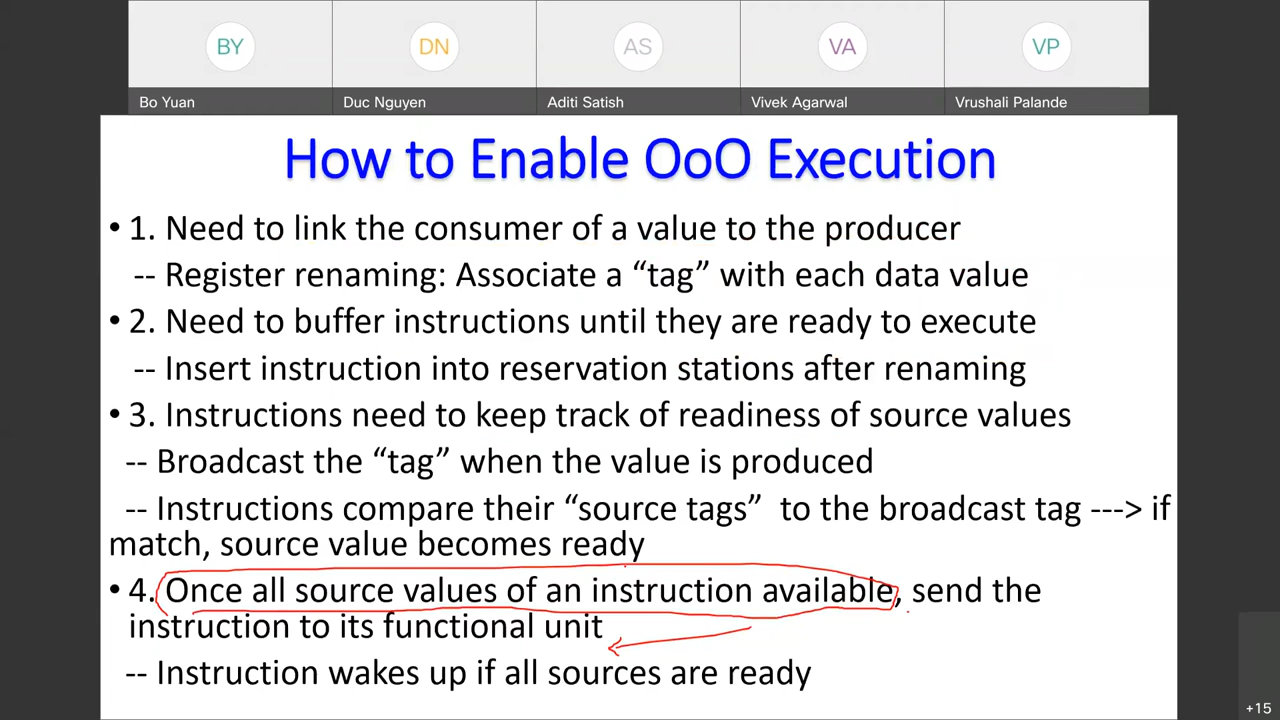 BY DN AS VA VP
Bo Yuan Duc Nguyen Aditi Satish Vivek Agarwal Vrushali Palande
How to Enable OoO Execution
• 1. Need to link the consumer of a value to the producer
-- Register renaming: Associate a “tag” with each data value
• 2. Need to buffer instructions until they are ready to execute
-- Insert instruction into reservation stations after renaming
• 3. Instructions need to keep track of readiness of source values
-- Broadcast the “tag” when the value is produced
-- Instructions compare their “source tags”  to the broadcast tag ---> if
match, source value becomes ready
• 4. Once all source values of an instruction available, send the
instruction to its functional unit
-- Instruction wakes up if all sources are ready
+15